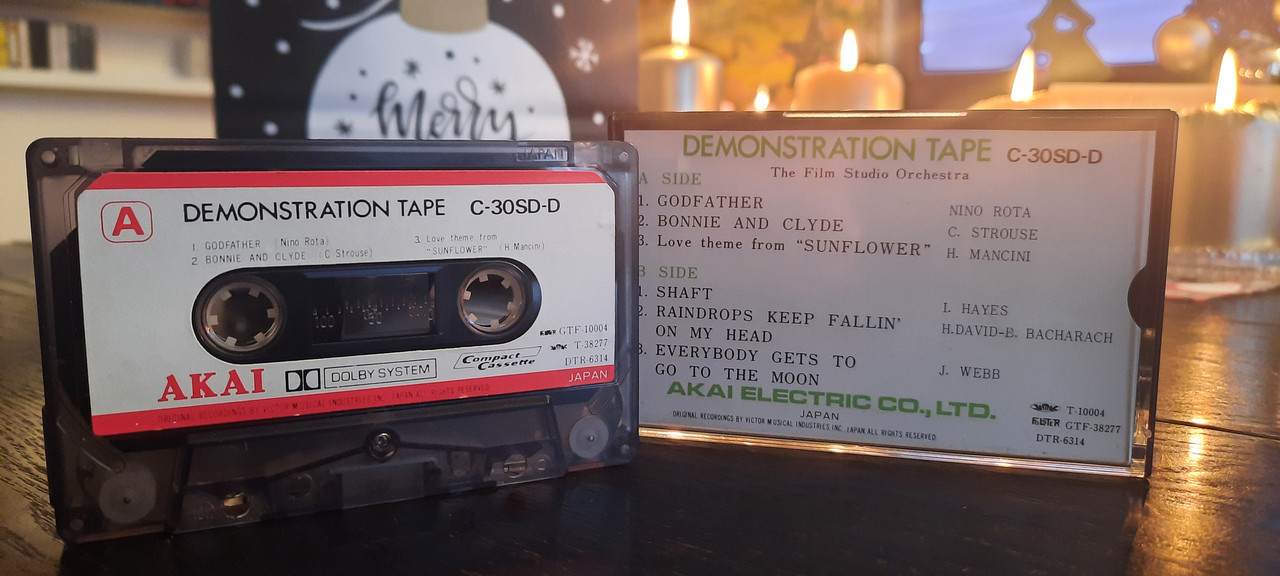 Merry
JAPAN
A
DEMONSTRATION TAPE C-30SD-D
1. GODFATHER (Nino Rota)
2. BONNIE AND CLYDE (C Strouse)
3. Love theme from
"SUNFLOWER" (H Mancini)
GTF-10004
T-38277
DTR-6314
AKAI DOLBY SYSTEM Compact Cassette
JAPAN
ORIGINAL RECORDINGS BY VICTOR MUSICAL INDUSTRIES, INC. JAPAN. ALL RIGHTS RESERVED
DEMONSTRATION TAPE C-30SD-D
The Film Studio Orchestra
A SIDE
1. GODFATHER NINO ROTA
2. BONNIE AND CLYDE C. STROUSE
3. Love theme from "SUNFLOWER" H. MANCINI
B SIDE
1. SHAFT I. HAYES
2. RAINDROPS KEEP FALLIN' H.DAVID-B. BACHARACH
ON MY HEAD
3. EVERYBODY GETS TO J. WEBB
GO TO THE MOON
AKAI ELECTRIC CO., LTD.
JAPAN
ORIGINAL RECORDINGS BY VICTOR MUSICAL INDUSTRIES, INC. JAPAN. ALL RIGHTS RESERVED
T-10004
GTF-38277
DTR-6314